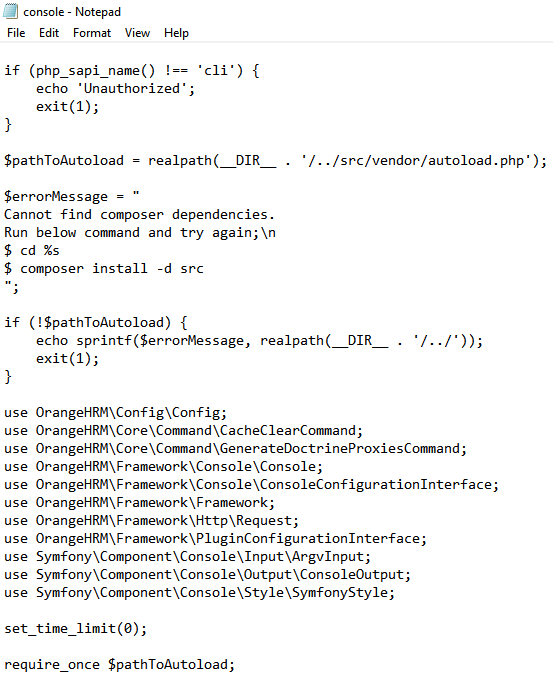 console - Notepad
File Edit Format View Help
if (php_sapi_name() !== 'cli') {
    echo 'Unauthorized';
    exit(1);
}
$pathToAutoload = realpath(__DIR__ . '/../src/vendor/autoload.php');
$errorMessage = "
Cannot find composer dependencies.
Run below command and try again;\n
$ cd %s
$ composer install -d src
";
if (!$pathToAutoload) {
    echo sprintf($errorMessage, realpath(__DIR__ . '/../'));
    exit(1);
}
use OrangeHRM\Config\Config;
use OrangeHRM\Core\Command\CacheClearCommand;
use OrangeHRM\Core\Command\GenerateDoctrineProxiesCommand;
use OrangeHRM\Framework\Console\Console;
use OrangeHRM\Framework\Console\ConsoleConfigurationInterface;
use OrangeHRM\Framework\Framework;
use OrangeHRM\Framework\Http\Request;
use OrangeHRM\Framework\PluginConfigurationInterface;
use Symfony\Component\Console\Input\ArgvInput;
use Symfony\Component\Console\Output\ConsoleOutput;
use Symfony\Component\Console\Style\SymfonyStyle;
set_time_limit(0);
require_once $pathToAutoload;